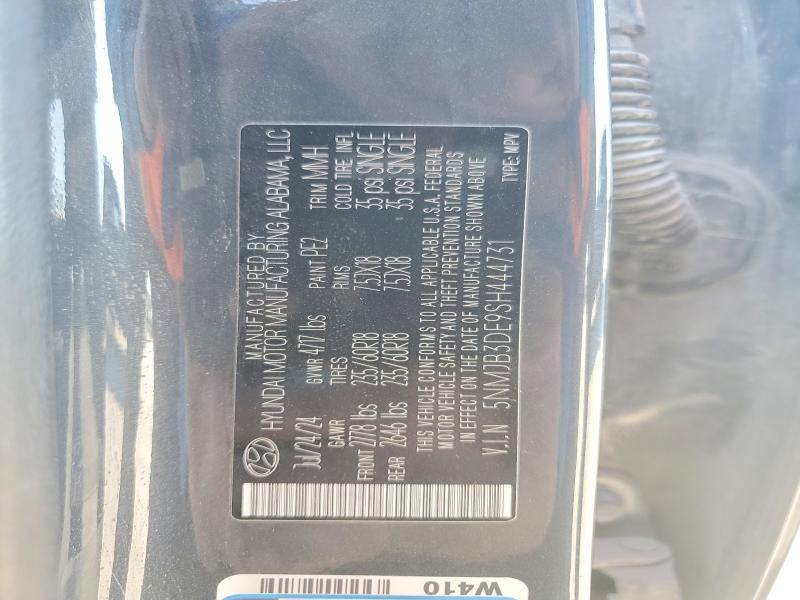 MANUFACTURED BY
HYUNDAI MOTOR MANUFACTURING ALABAMA, LLC
Jul/24/24 GVWR 4717 lbs PAINT PE2 TRIM MMH
GAWR TIRES RIMS COLD TIRE INFL
FRONT 2778 lbs 235/60R18 7.5JX18 35 psi SINGLE
REAR 2646 lbs 235/60R18 7.5JX18 35 psi SINGLE
THIS VEHICLE CONFORMS TO ALL APPLICABLE U.S.A. FEDERAL
MOTOR VEHICLE SAFETY AND THEFT PREVENTION STANDARDS
IN EFFECT ON THE DATE OF MANUFACTURE SHOWN ABOVE
V.I.N 5NMJB3DE9SH444731 TYPE: MPV
W410